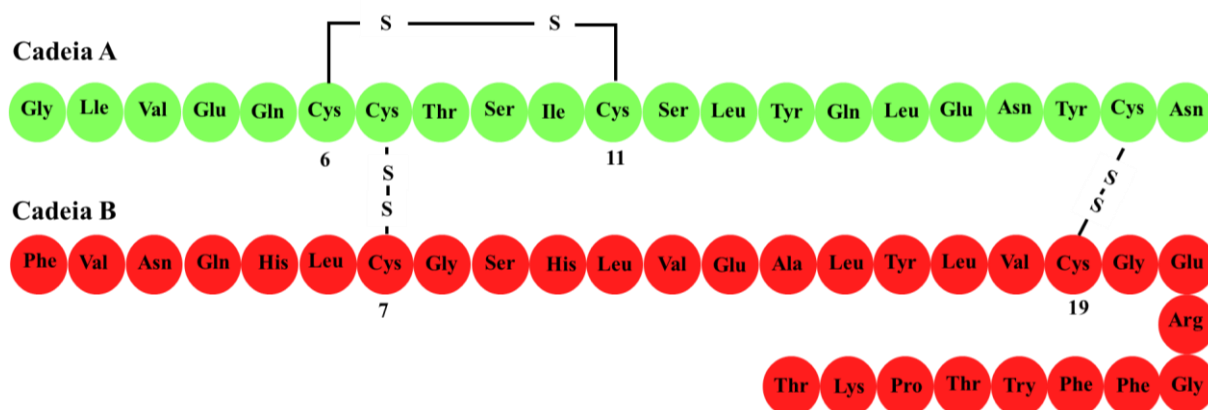 S S
Cadeia A
Gly Lle Val Glu Gln Cys Cys Thr Ser Ile Cys Ser Leu Tyr Gln Leu Glu Asn Tyr Cys Asn
6 11
S S
S S
Cadeia B
Phe Val Asn Gln His Leu Cys Gly Ser His Leu Val Glu Ala Leu Tyr Leu Val Cys Gly Glu
7 19
Arg
Thr Lys Pro Thr Try Phe Phe Gly